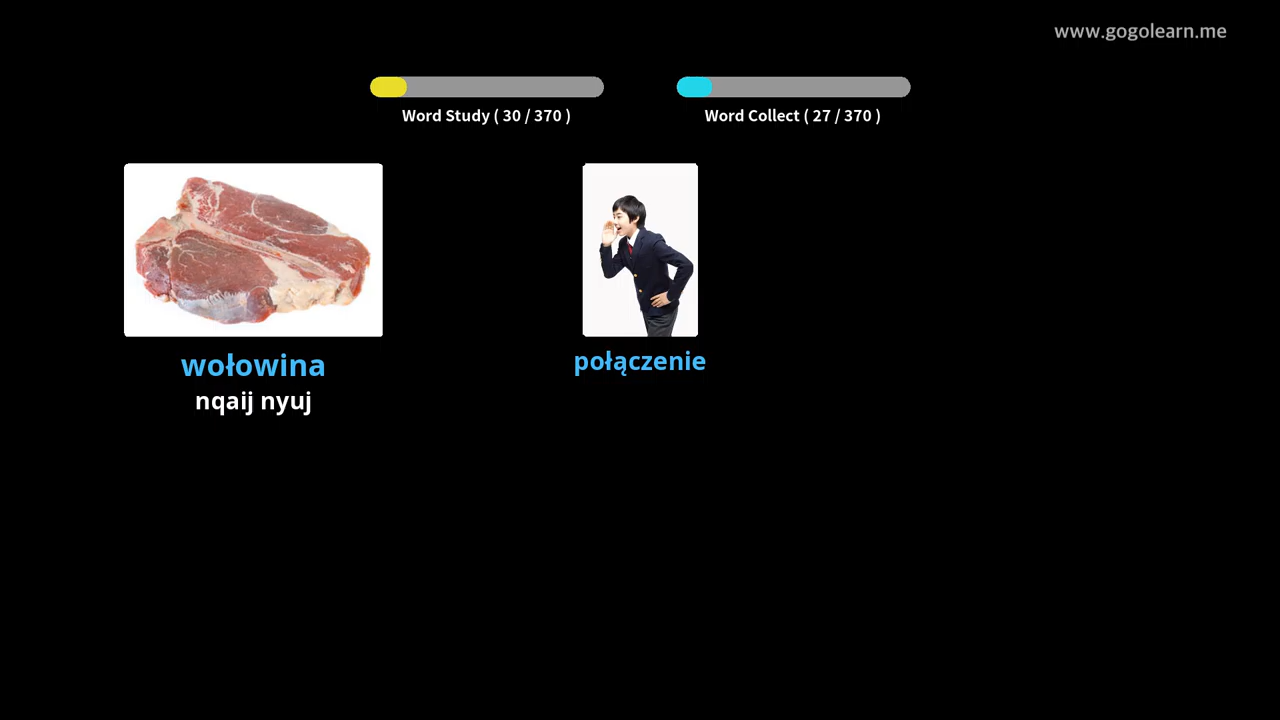 www.gogolearn.me
Word Study ( 30 / 370 )
Word Collect ( 27 / 370 )
wołowina
nqaij nyuj
połączenie